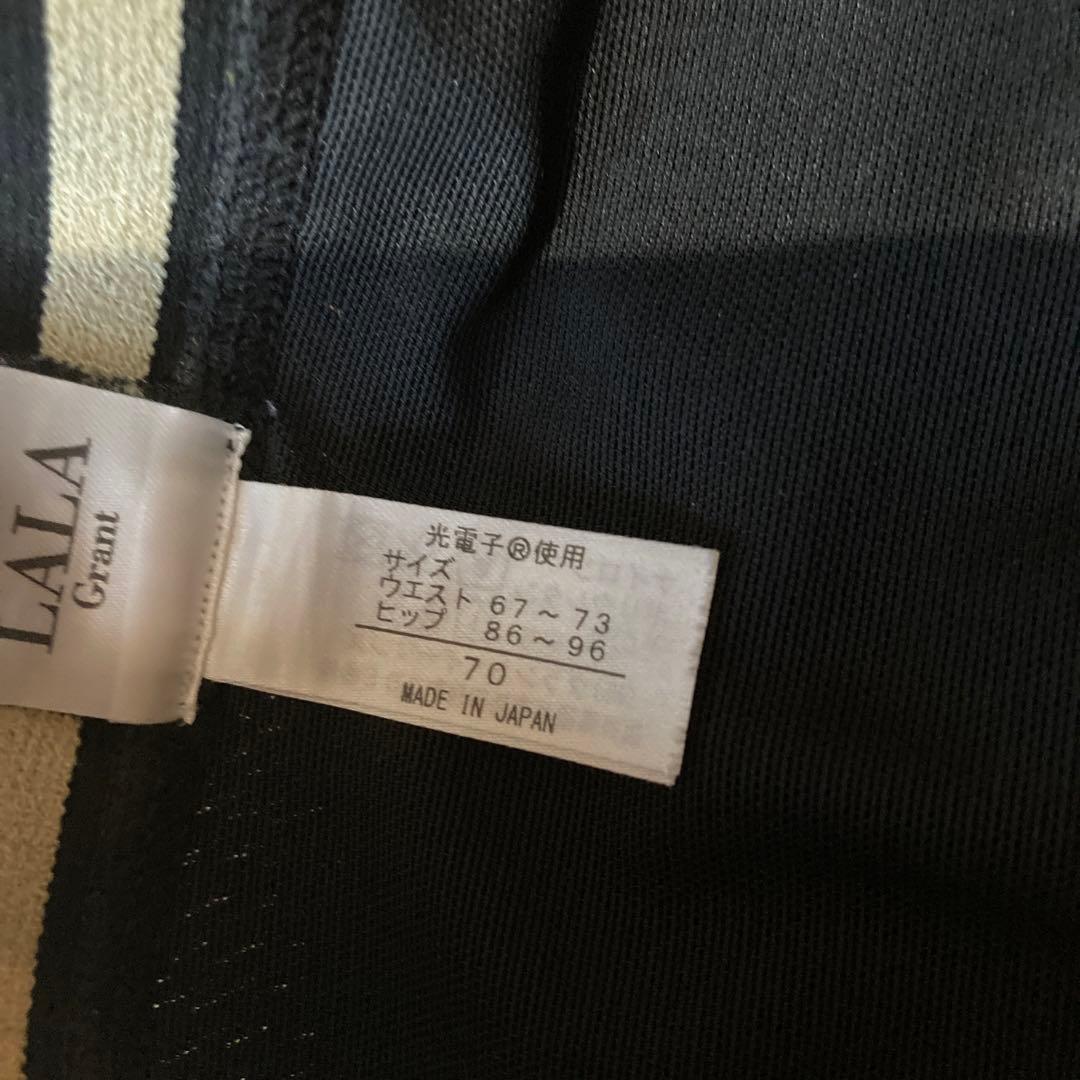 LALA
Grant
光電子®使用
サイズ
ウエスト 67～73
ヒップ 86～96
70
MADE IN JAPAN